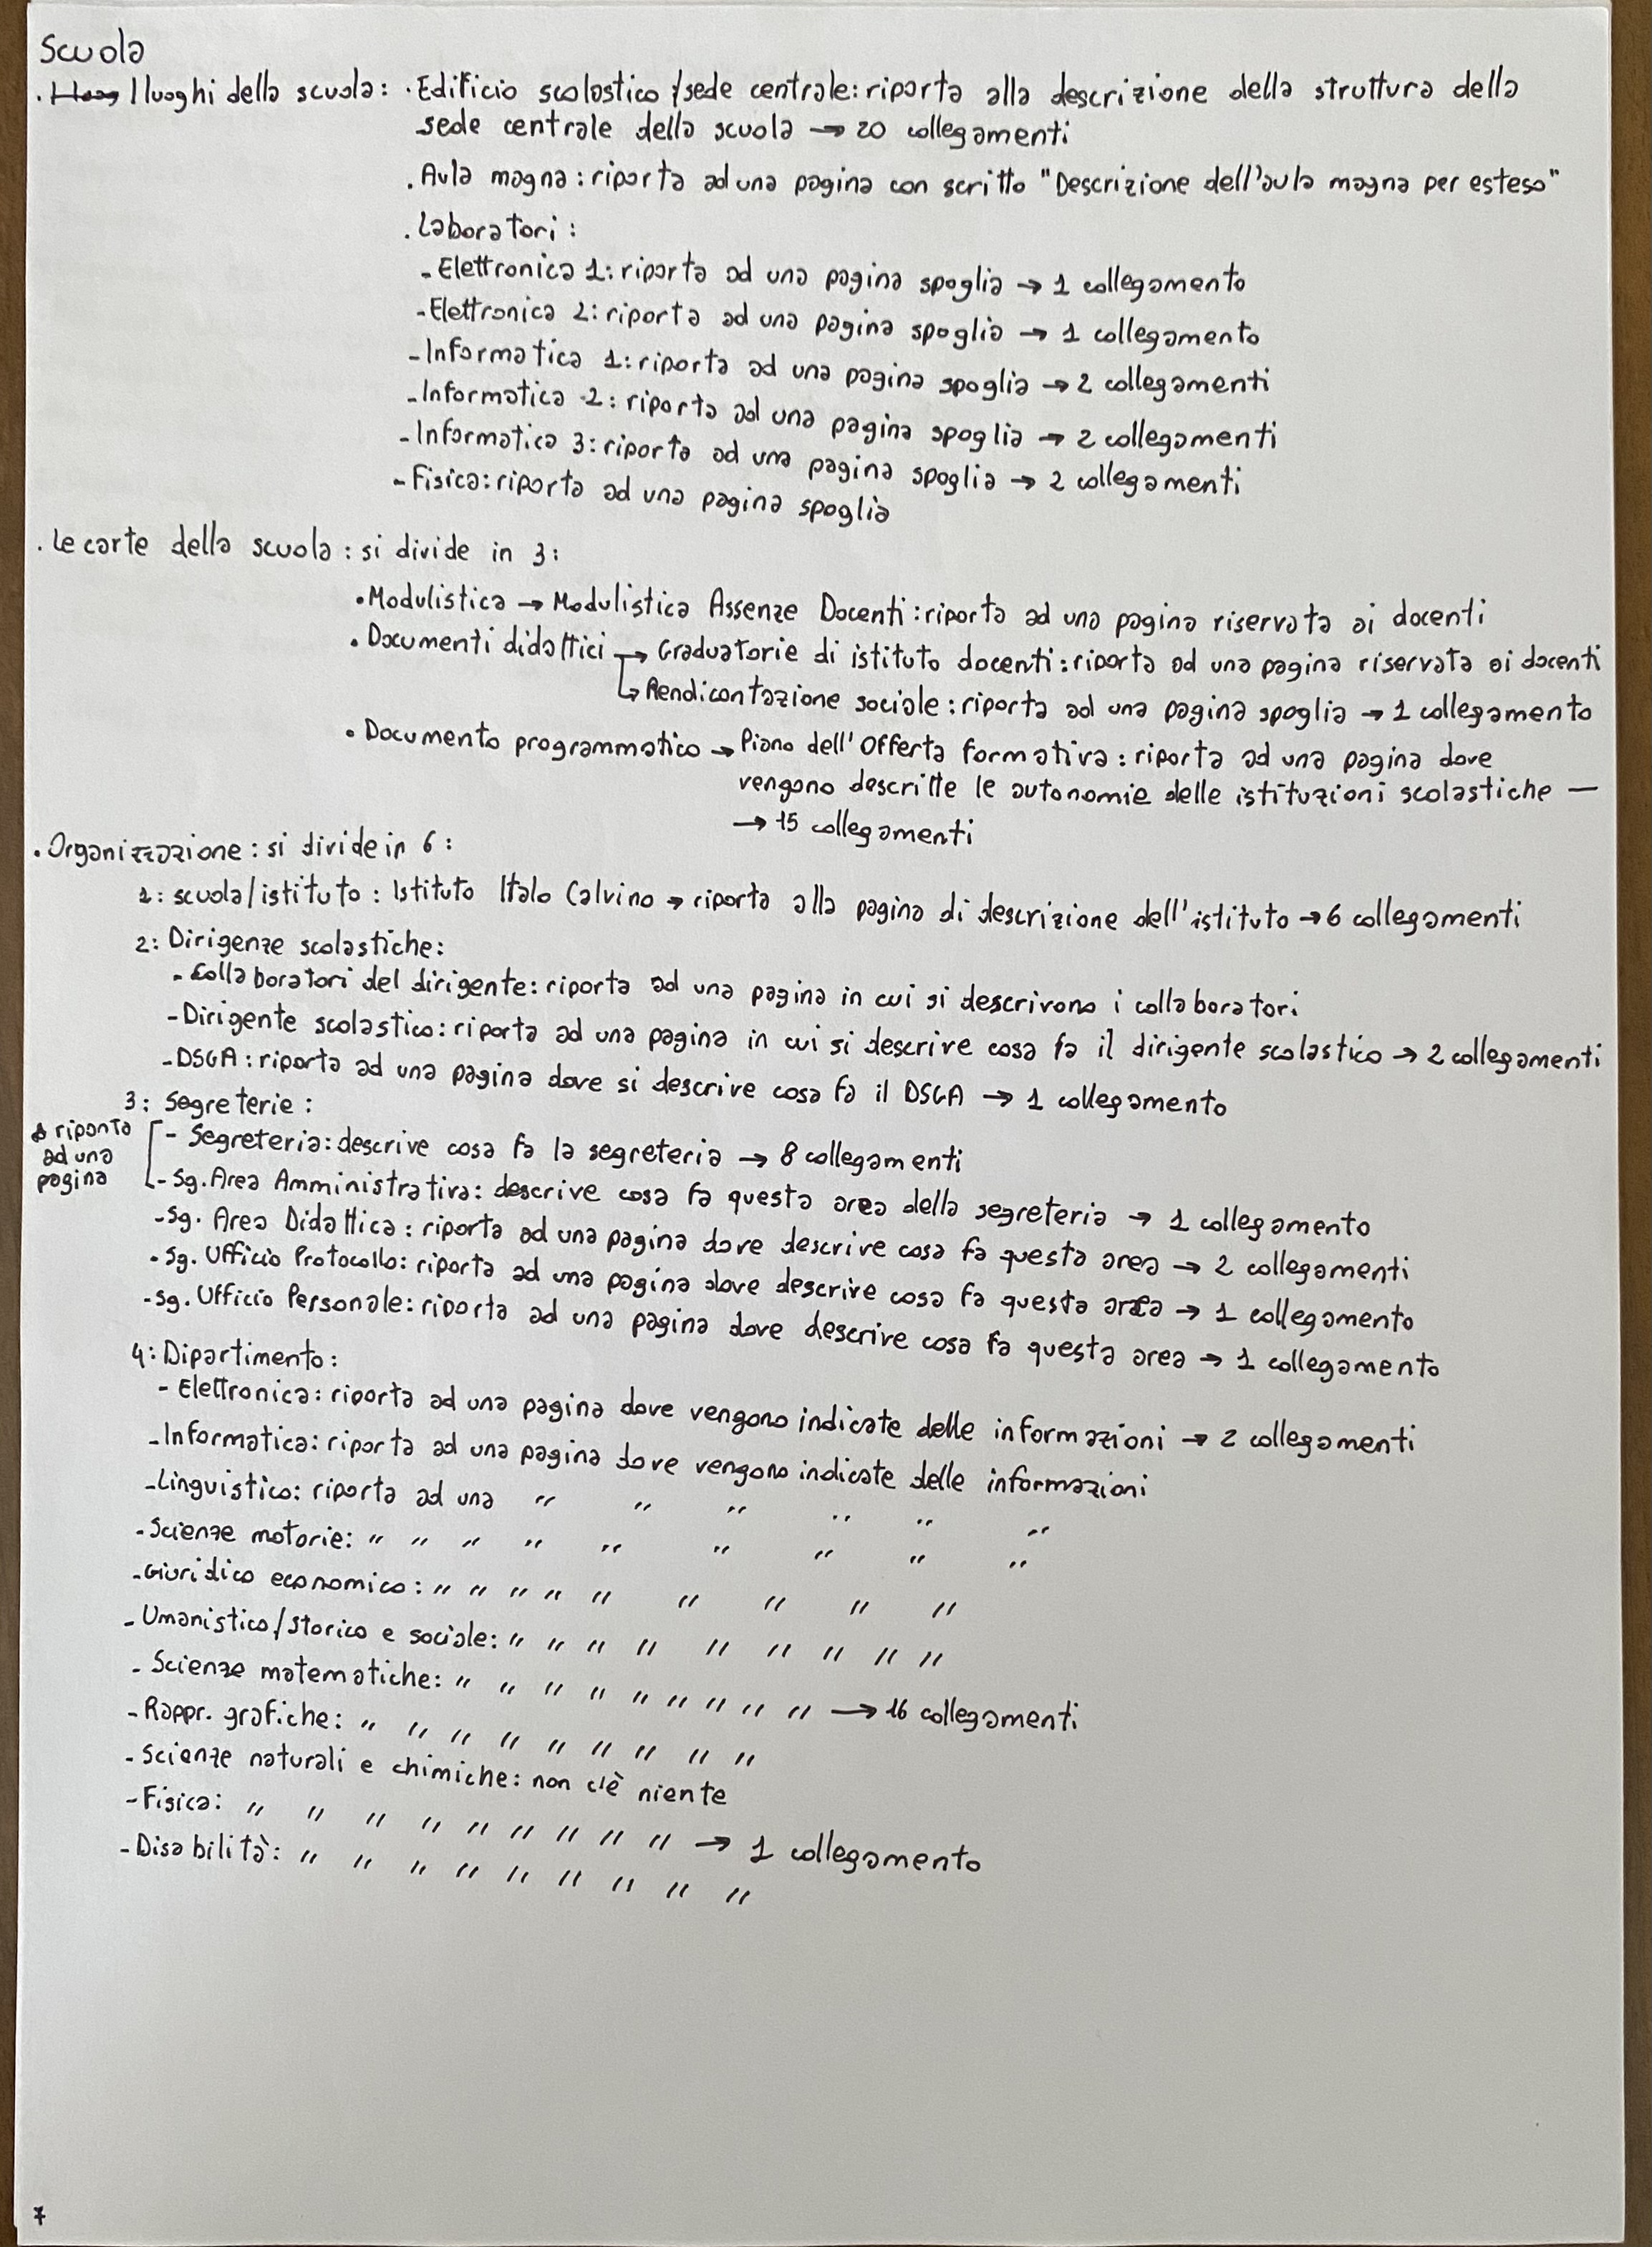 Scuola
. I luoghi della scuola: . Edificio scolastico / sede centrale: riporta alla descrizione della struttura della
sede centrale della scuola → 20 collegamenti
. Aula magna: riporta ad una pagina con scritto "Descrizione dell'aula magna per esteso"
. Laboratori:
- Elettronica 1: riporta ad una pagina spoglia → 1 collegamento
- Elettronica 2: riporta ad una pagina spoglia → 1 collegamento
- Informatica 1: riporta ad una pagina spoglia → 2 collegamenti
- Informatica 2: riporta ad una pagina spoglia → 2 collegamenti
- Informatica 3: riporta ad una pagina spoglia → 2 collegamenti
- Fisica: riporta ad una pagina spoglia
. Le carte della scuola: si divide in 3:
• Modulistica → Modulistica Assenze Docenti: riporta ad una pagina riservata ai docenti
• Documenti didattici → Graduatorie di istituto docenti: riporta ad una pagina riservata ai docenti
↳ Rendicontazione sociale: riporta ad una pagina spoglia → 1 collegamento
• Documento programmatico → Piano dell'Offerta formativa: riporta ad una pagina dove
vengono descritte le autonomie delle istituzioni scolastiche —
→ 15 collegamenti
. Organizzazione: si divide in 6:
1: scuola/istituto: Istituto Italo Calvino → riporta alla pagina di descrizione dell'istituto → 6 collegamenti
2: Dirigenze scolastiche:
- Collaboratori del dirigente: riporta ad una pagina in cui si descrivono i collaboratori
- Dirigente scolastico: riporta ad una pagina in cui si descrive cosa fa il dirigente scolastico → 2 collegamenti
- DSGA: riporta ad una pagina dove si descrive cosa fa il DSGA → 1 collegamento
3: Segreterie:
riporta ad una pagina
- Segreteria: descrive cosa fa la segreteria → 8 collegamenti
- Sg. Area Amministrativa: descrive cosa fa questa area della segreteria → 1 collegamento
- Sg. Area Didattica: riporta ad una pagina dove descrive cosa fa questa area → 2 collegamenti
• Sg. Ufficio Protocollo: riporta ad una pagina dove descrive cosa fa questa area → 1 collegamento
- Sg. Ufficio Personale: riporta ad una pagina dove descrive cosa fa questa area → 1 collegamento
4: Dipartimento:
- Elettronica: riporta ad una pagina dove vengono indicate delle informazioni → 2 collegamenti
- Informatica: riporta ad una pagina dove vengono indicate delle informazioni
- Linguistico: riporta ad una " " " " " "
- Scienze motorie: " " " " " " " " "
- Giuridico economico: " " " " " " " " "
- Umanistico/storico e sociale: " " " " " " " " "
- Scienze matematiche: " " " " " " " " " → 16 collegamenti
- Rappr. grafiche: " " " " " " " " "
- Scienze naturali e chimiche: non c'è niente
- Fisica: " " " " " " " " " → 1 collegamento
- Disabilità: " " " " " " " " "
7